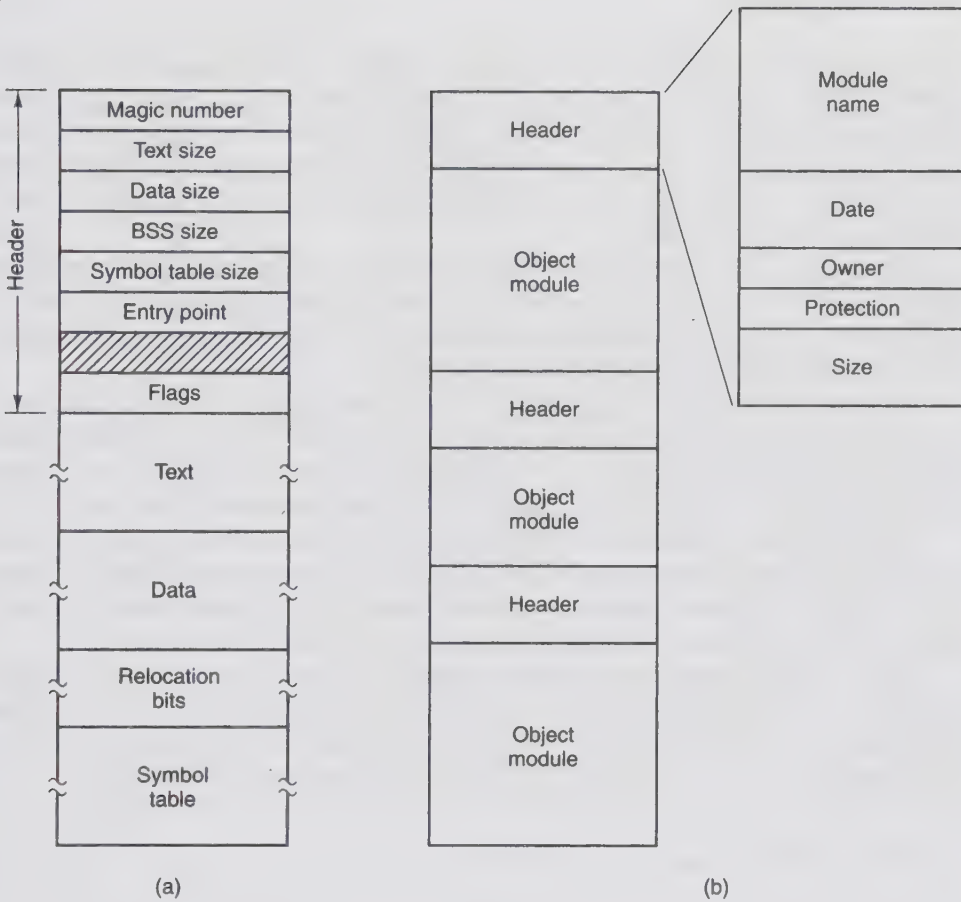 Header
Magic number
Text size
Data size
BSS size
Symbol table size
Entry point
Flags
Text
Data
Relocation
bits
Symbol
table
(a)
Header
Object
module
Header
Object
module
Header
Object
module
Module
name
Date
Owner
Protection
Size
(b)